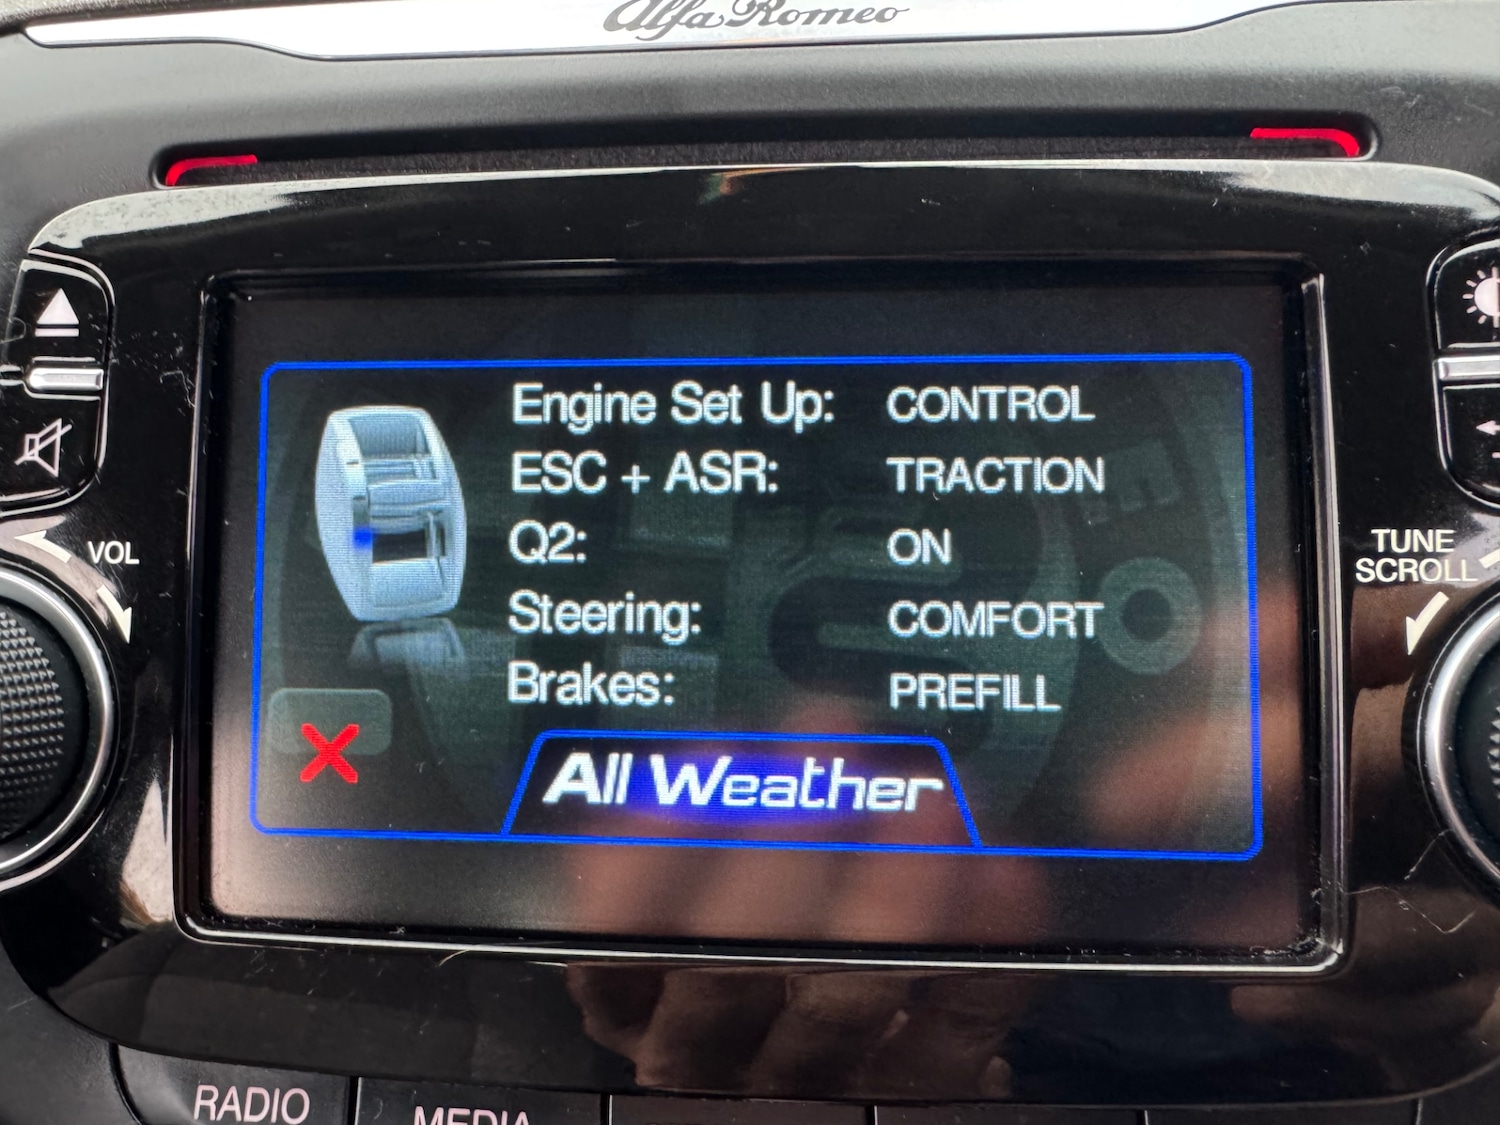 Alfa Romeo
Engine Set Up: CONTROL
ESC + ASR: TRACTION
Q2: ON
Steering: COMFORT
Brakes: PREFILL
All Weather
VOL
TUNE
SCROLL
RADIO
MEDIA